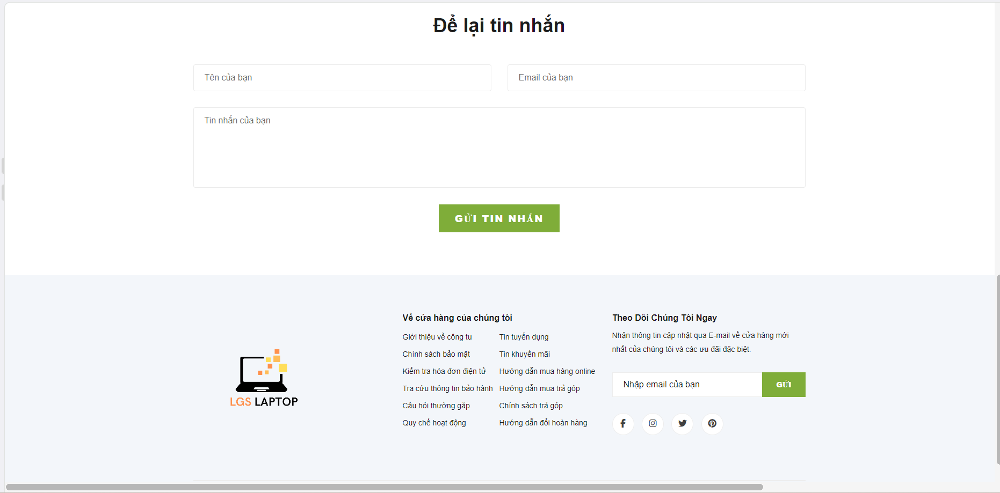 Để lại tin nhắn
Tên của bạn
Email của bạn
Tin nhắn của bạn
GỬI TIN NHẮN
LGS LAPTOP
Về cửa hàng của chúng tôi
Giới thiệu về công tu
Chính sách bảo mật
Kiểm tra hóa đơn điện tử
Tra cứu thông tin bảo hành
Câu hỏi thường gặp
Quy chế hoạt động
Tin tuyển dụng
Tin khuyến mãi
Hướng dẫn mua hàng online
Hướng dẫn mua trả góp
Chính sách trả góp
Hướng dẫn đổi hoàn hàng
Theo Dõi Chúng Tôi Ngay
Nhận thông tin cập nhật qua E-mail về cửa hàng mới
nhất của chúng tôi và các ưu đãi đặc biệt.
Nhập email của bạn
GỬI